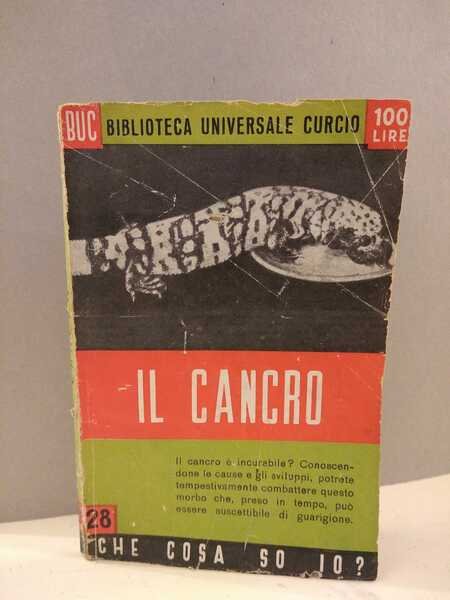 BUC BIBLIOTECA UNIVERSALE CURCIO 100
LIRE
IL CANCRO
Il cancro è incurabile? Conoscen-
done le cause e gli sviluppi, potrete
tempestivamente combattere questo
morbo che, preso in tempo, può
essere suscettibile di guarigione.
28
CHE COSA SO IO?